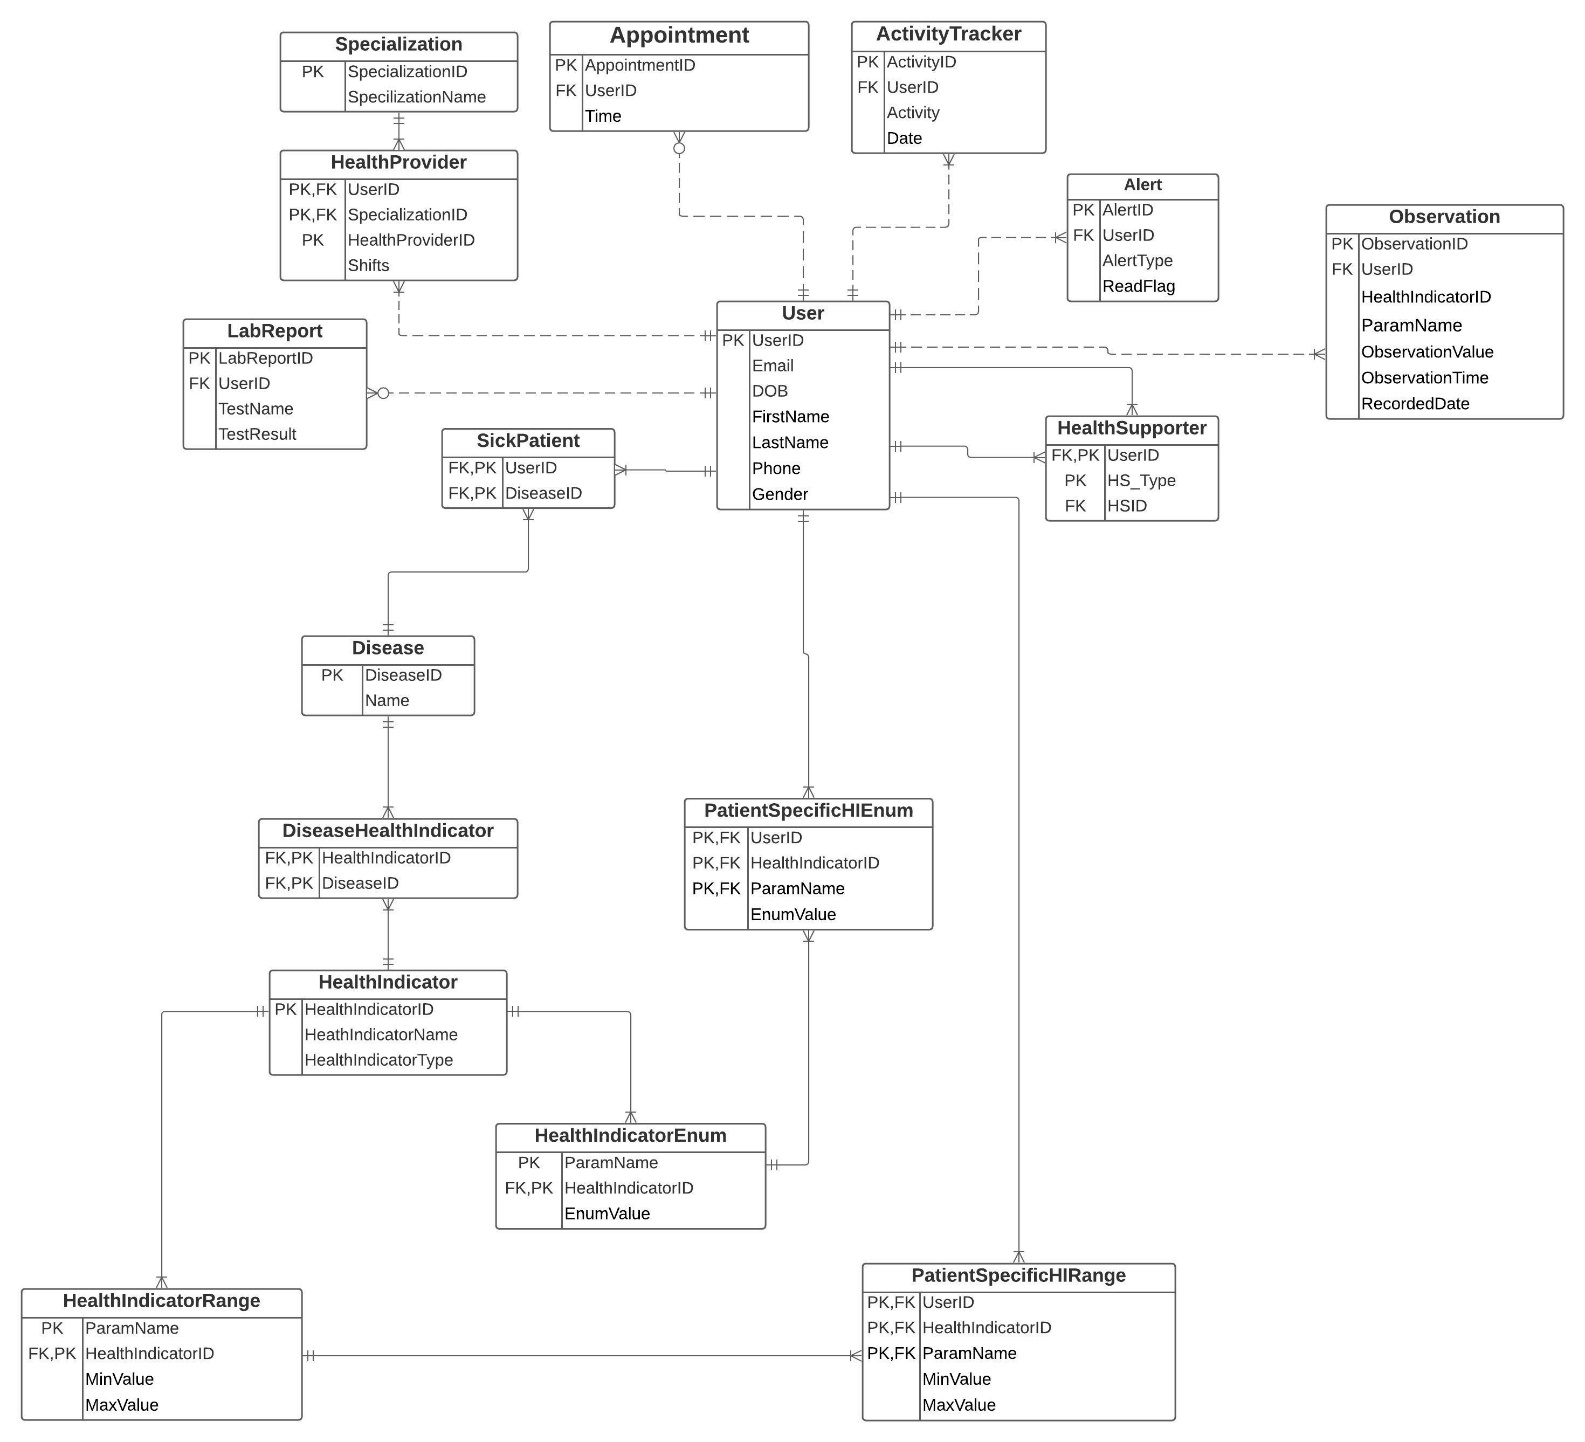 Specialization
PK SpecializationID
SpecilizationName
Appointment
PK AppointmentID
FK UserID
Time
ActivityTracker
PK ActivityID
FK UserID
Activity
Date
HealthProvider
PK,FK UserID
PK,FK SpecializationID
PK HealthProviderID
Shifts
Alert
PK AlertID
FK UserID
AlertType
ReadFlag
Observation
PK ObservationID
FK UserID
HealthIndicatorID
ParamName
ObservationValue
ObservationTime
RecordedDate
User
PK UserID
Email
DOB
FirstName
LastName
Phone
Gender
LabReport
PK LabReportID
FK UserID
TestName
TestResult
HealthSupporter
FK,PK UserID
PK HS_Type
FK HSID
SickPatient
FK,PK UserID
FK,PK DiseaseID
Disease
PK DiseaseID
Name
DiseaseHealthIndicator
FK,PK HealthIndicatorID
FK,PK DiseaseID
PatientSpecificHIEnum
PK,FK UserID
PK,FK HealthIndicatorID
PK,FK ParamName
EnumValue
HealthIndicator
PK HealthIndicatorID
HeathIndicatorName
HealthIndicatorType
HealthIndicatorEnum
PK ParamName
FK,PK HealthIndicatorID
EnumValue
HealthIndicatorRange
PK ParamName
FK,PK HealthIndicatorID
MinValue
MaxValue
PatientSpecificHIRange
PK,FK UserID
PK,FK HealthIndicatorID
PK,FK ParamName
MinValue
MaxValue